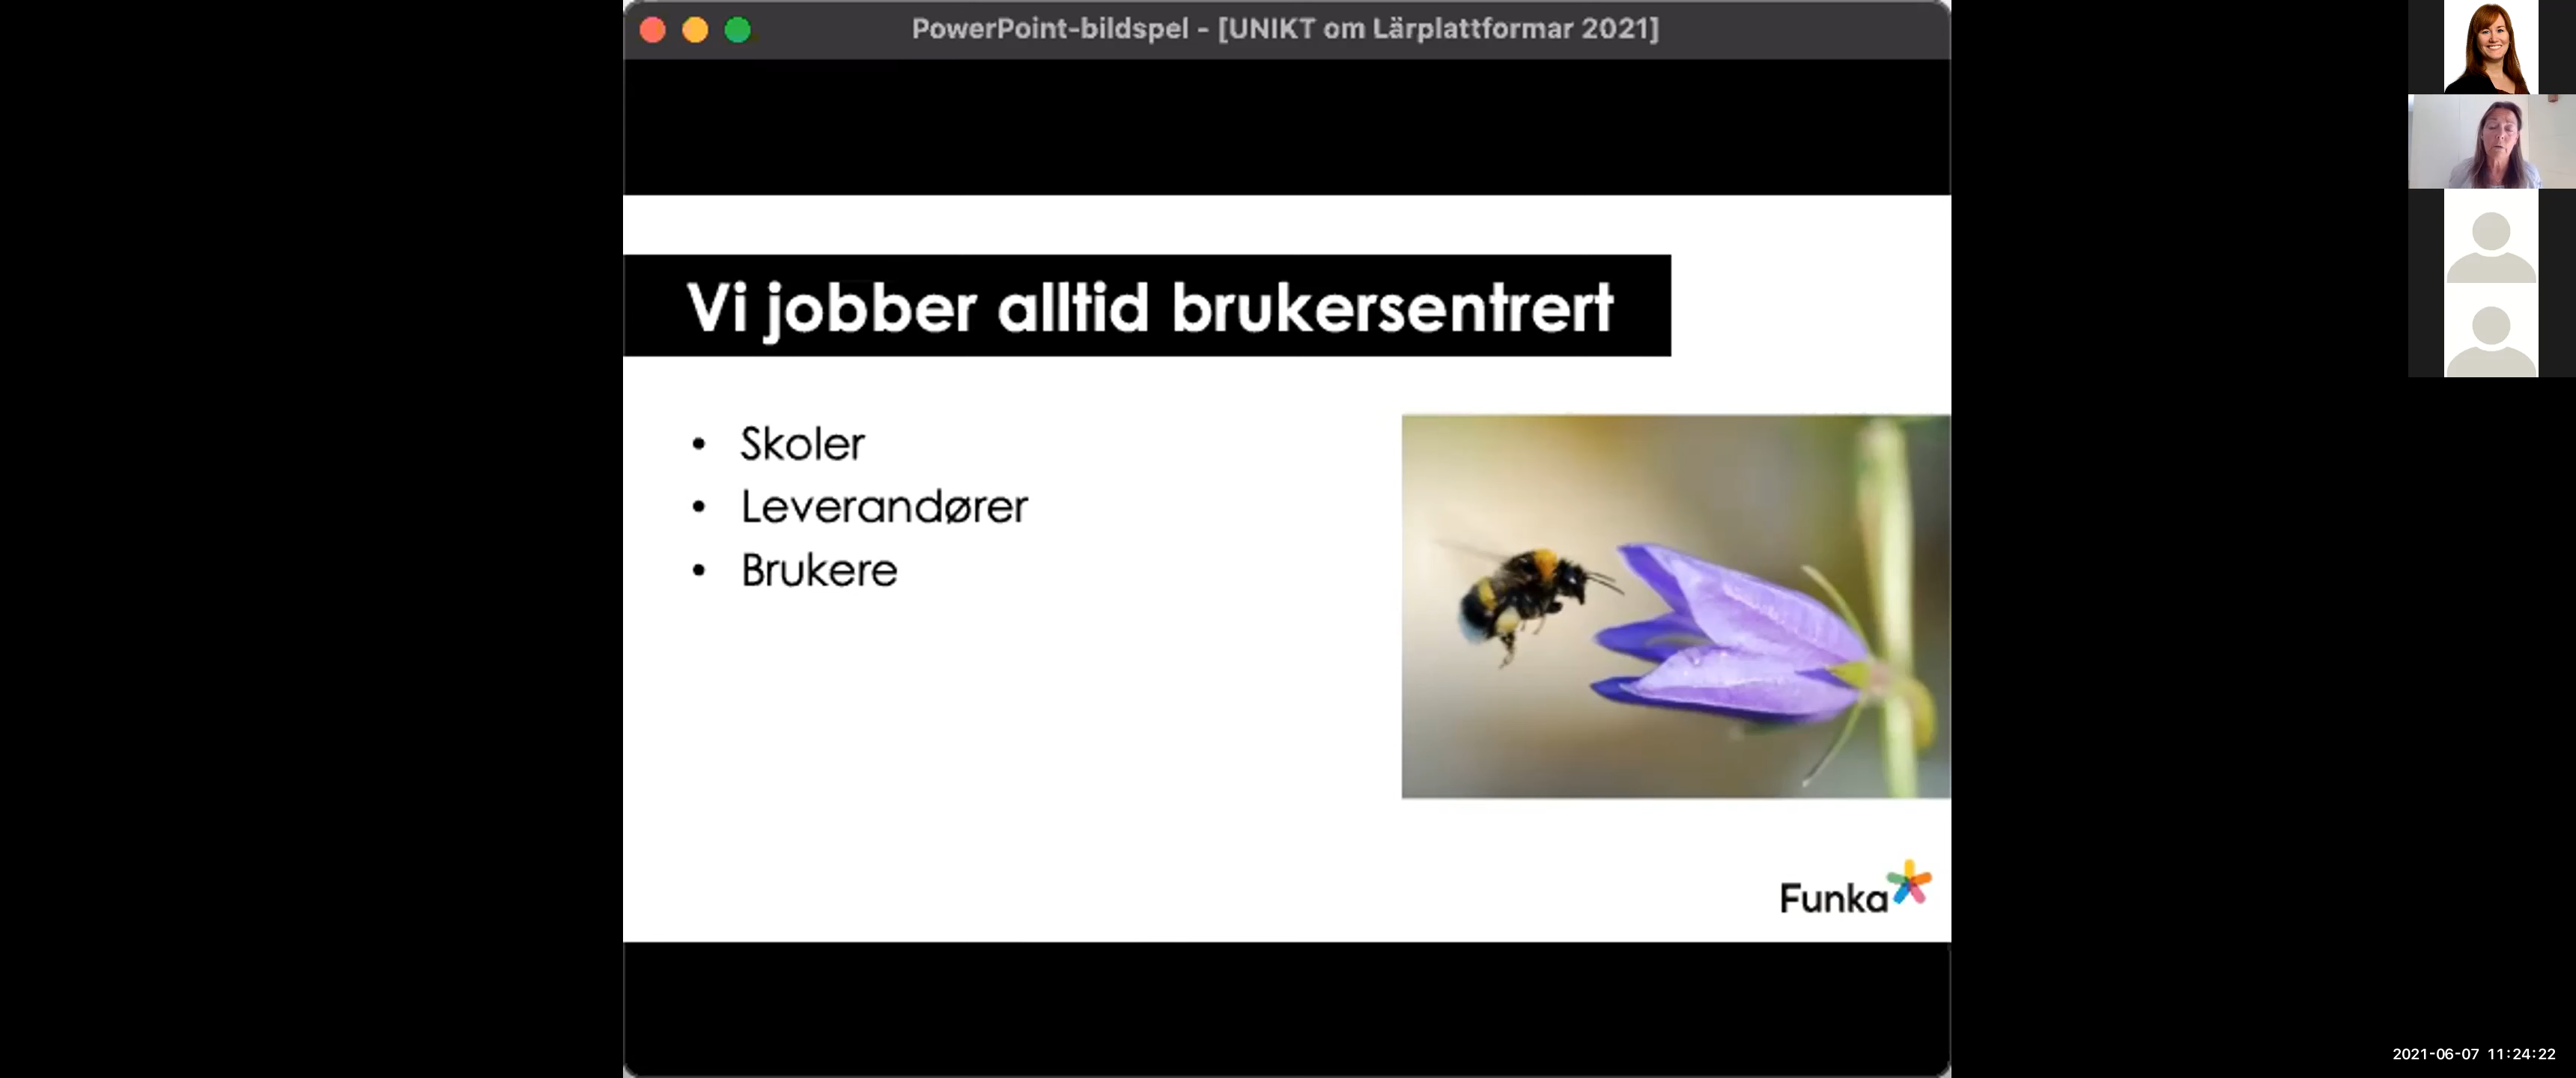 PowerPoint-bildspel - [UNIKT om Lärplattformar 2021]
Vi jobber alltid brukersentrert
• Skoler
• Leverandører
• Brukere
Funka
2021-06-07 11:24:22